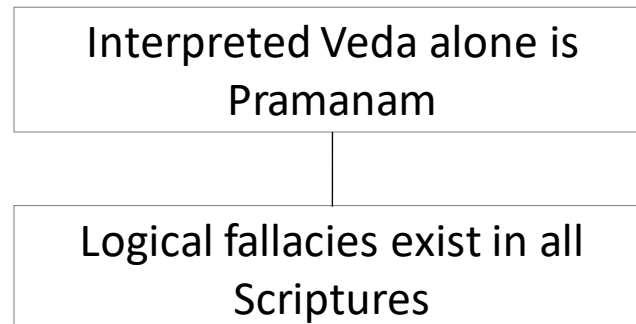 Interpreted Veda alone is
Pramanam
Logical fallacies exist in all
Scriptures